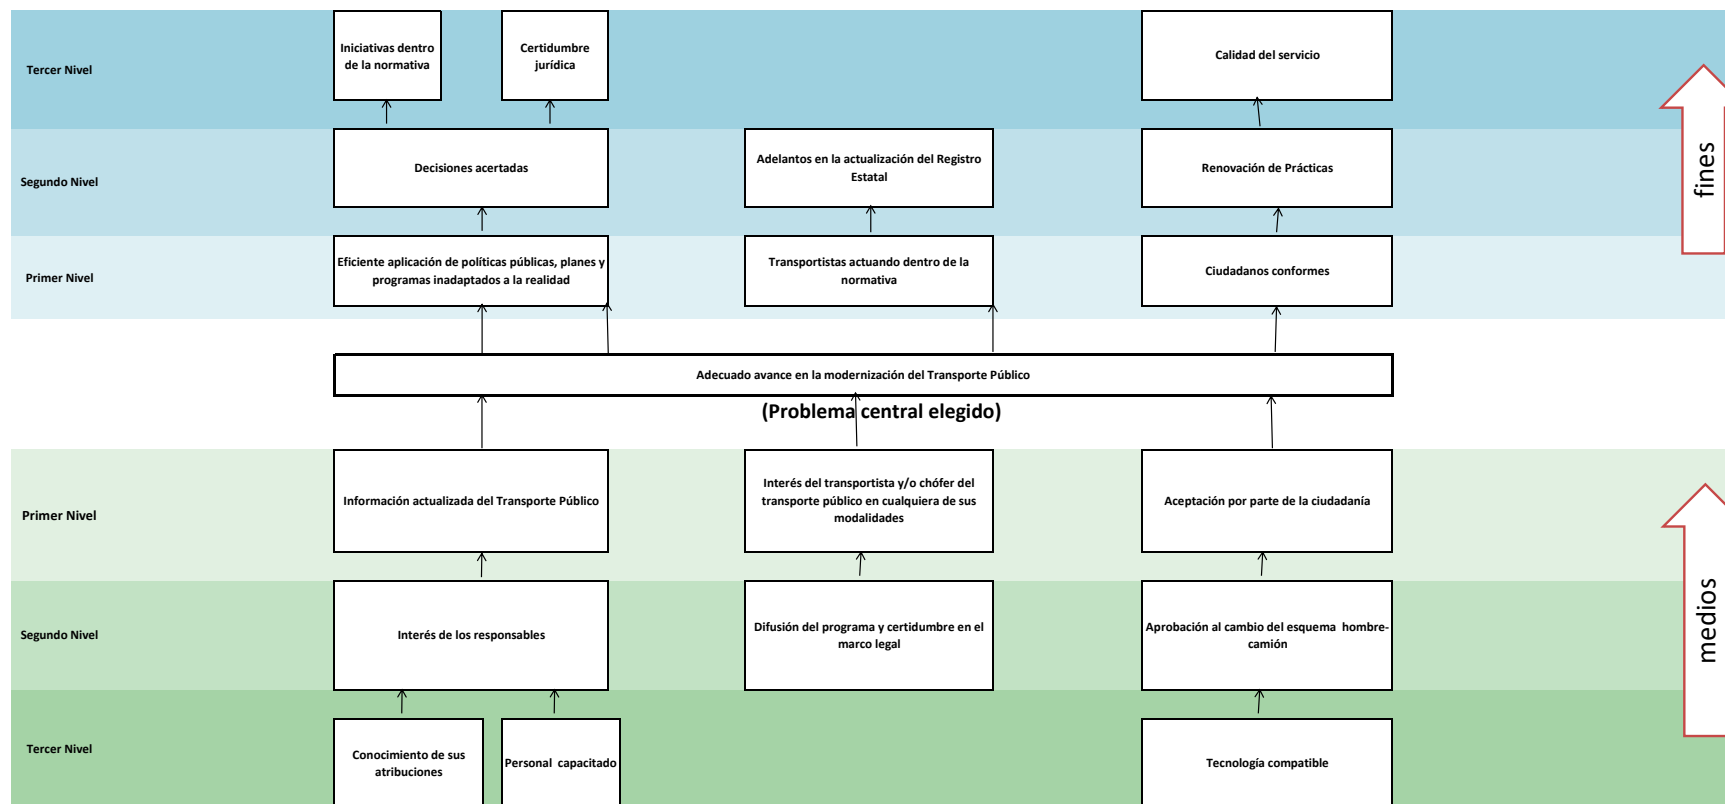 Tercer Nivel
Iniciativas dentro
de la normativa
Certidumbre
jurídica
Calidad del servicio
Segundo Nivel
Decisiones acertadas
Adelantos en la actualización del Registro
Estatal
Renovación de Prácticas
fines
Primer Nivel
Eficiente aplicación de políticas públicas, planes y
programas inadaptados a la realidad
Transportistas actuando dentro de la
normativa
Ciudadanos conformes
Adecuado avance en la modernización del Transporte Público
(Problema central elegido)
Primer Nivel
Información actualizada del Transporte Público
Interés del transportista y/o chófer del
transporte público en cualquiera de sus
modalidades
Aceptación por parte de la ciudadanía
Segundo Nivel
Interés de los responsables
Difusión del programa y certidumbre en el
marco legal
Aprobación al cambio del esquema hombre-
camión
medios
Tercer Nivel
Conocimiento de sus
atribuciones
Personal capacitado
Tecnología compatible